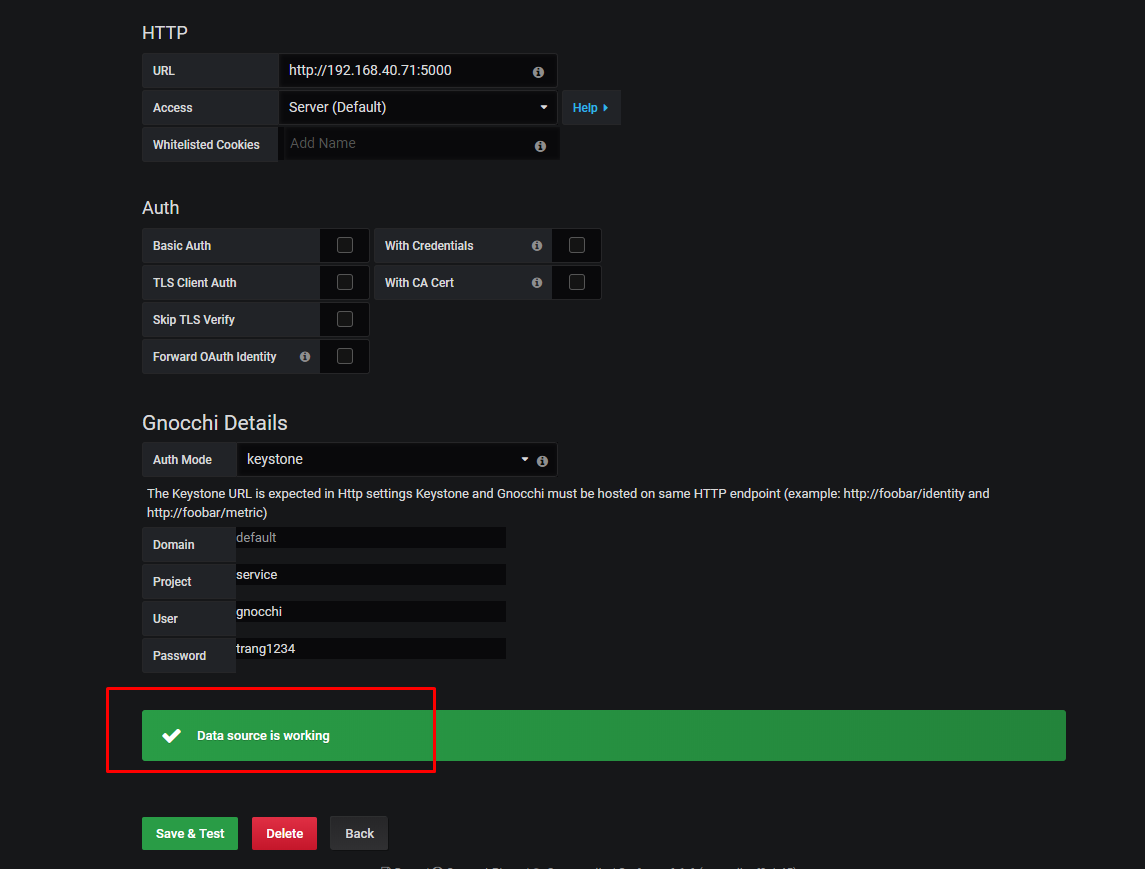 HTTP
URL http://192.168.40.71:5000
Access Server (Default) Help
Whitelisted Cookies Add Name
Auth
Basic Auth With Credentials
TLS Client Auth With CA Cert
Skip TLS Verify
Forward OAuth Identity
Gnocchi Details
Auth Mode keystone
The Keystone URL is expected in Http settings Keystone and Gnocchi must be hosted on same HTTP endpoint (example: http://foobar/identity and
http://foobar/metric)
Domain default
Project service
User gnocchi
Password trang1234
Data source is working
Save & Test Delete Back